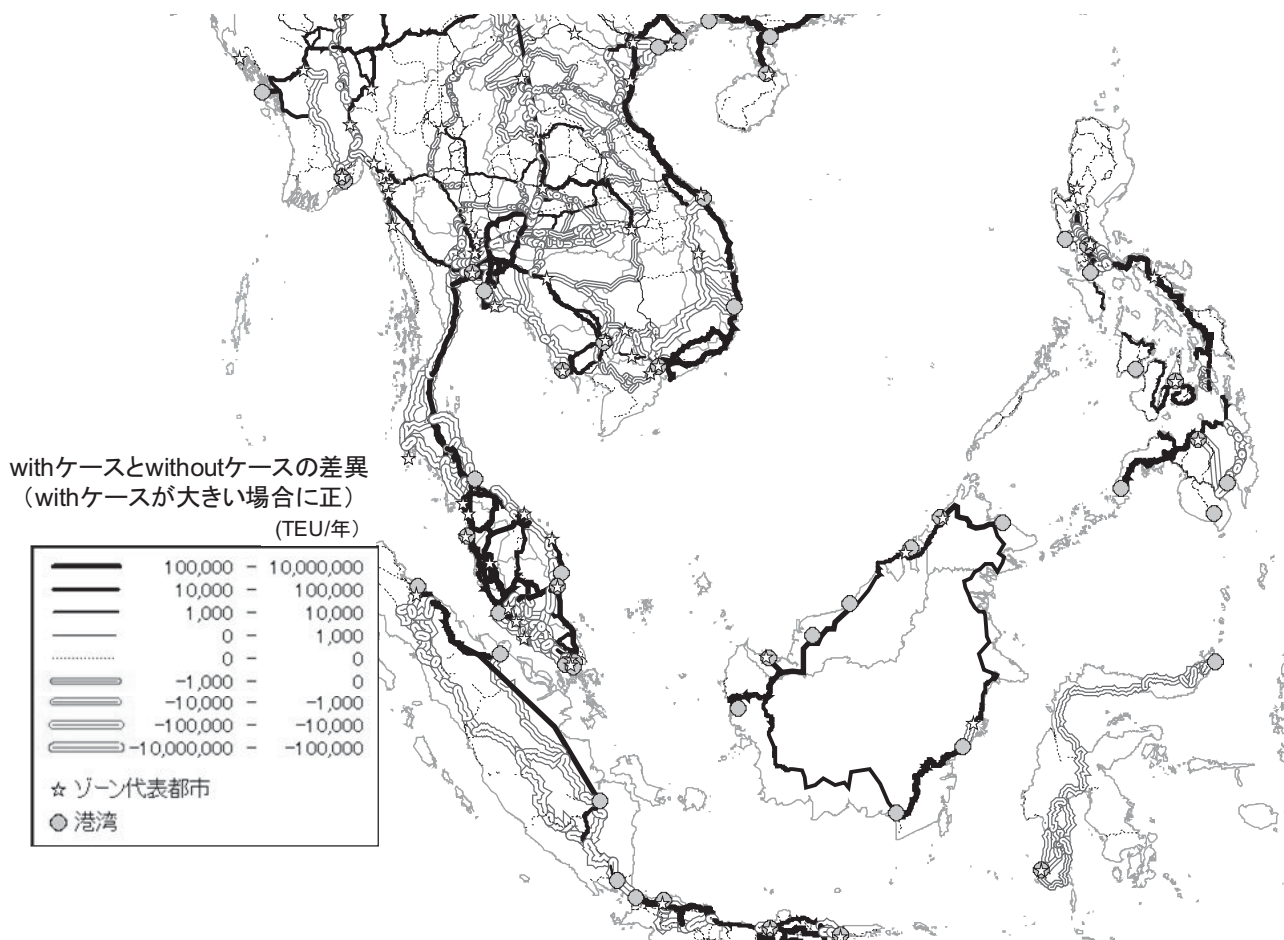 withケースとwithoutケースの差異
（withケースが大きい場合に正）
(TEU/年)
100,000 - 10,000,000
10,000 - 100,000
1,000 - 10,000
0 - 1,000
0 - 0
-1,000 - 0
-10,000 - -1,000
-100,000 - -10,000
-10,000,000 - -100,000
☆ ゾーン代表都市
港湾